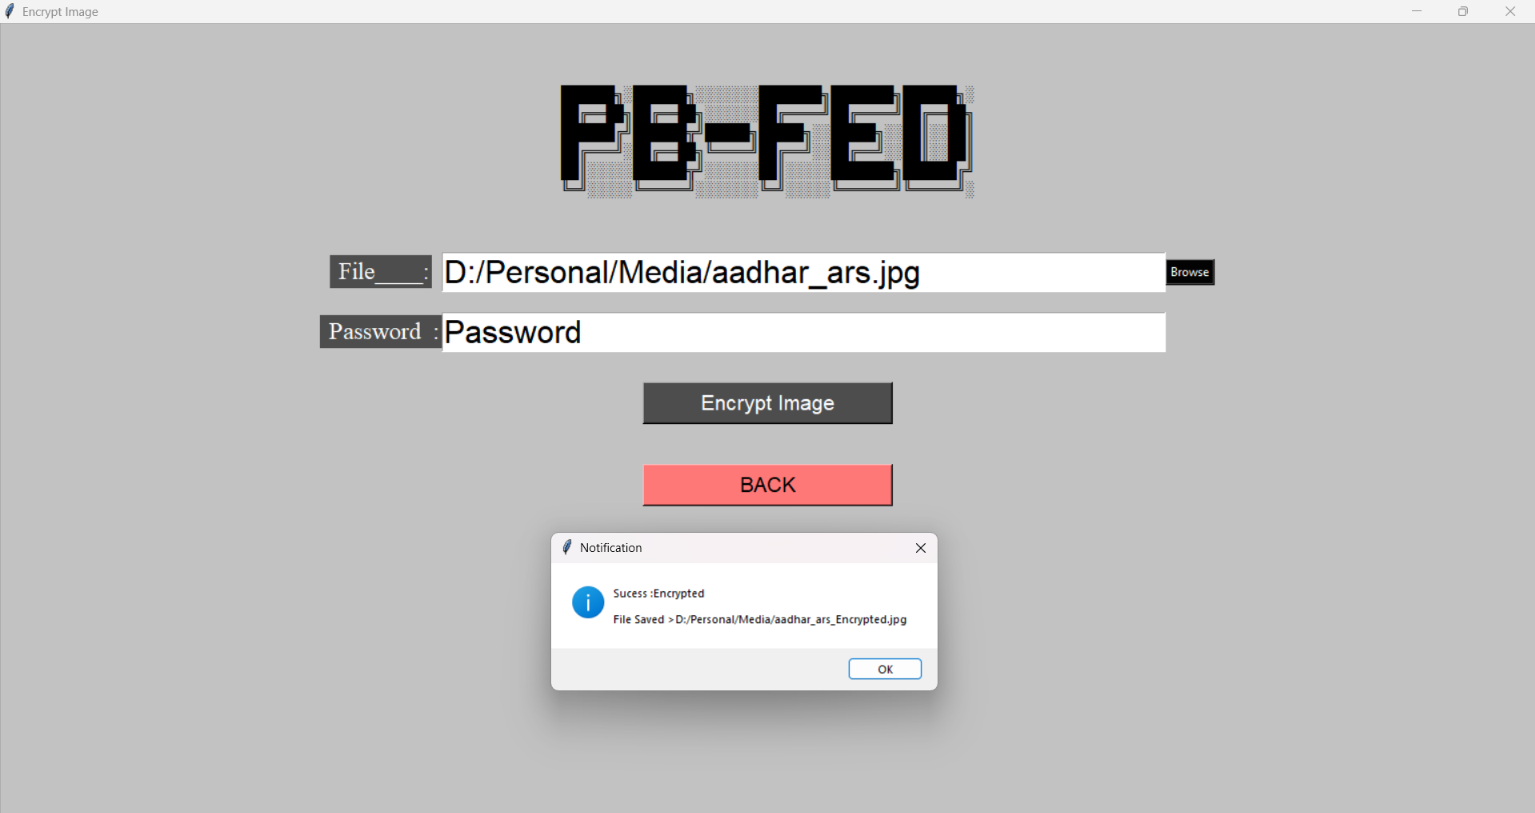 Encrypt Image
PB-FED
File____:
D:/Personal/Media/aadhar_ars.jpg
Browse
Password :
Password
Encrypt Image
BACK
Notification
Sucess :Encrypted
File Saved >D:/Personal/Media/aadhar_ars_Encrypted.jpg
OK